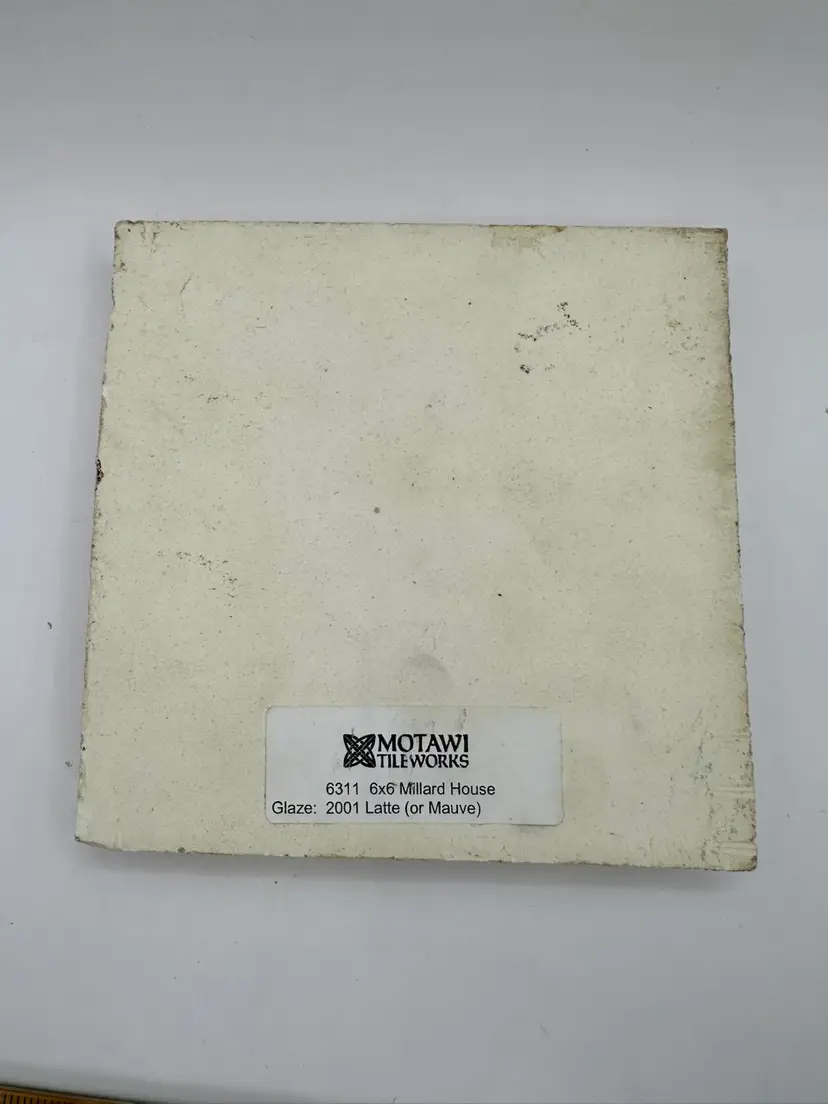 MOTAWI
TILEWORKS
6311 6x6 Millard House
Glaze: 2001 Latte (or Mauve)